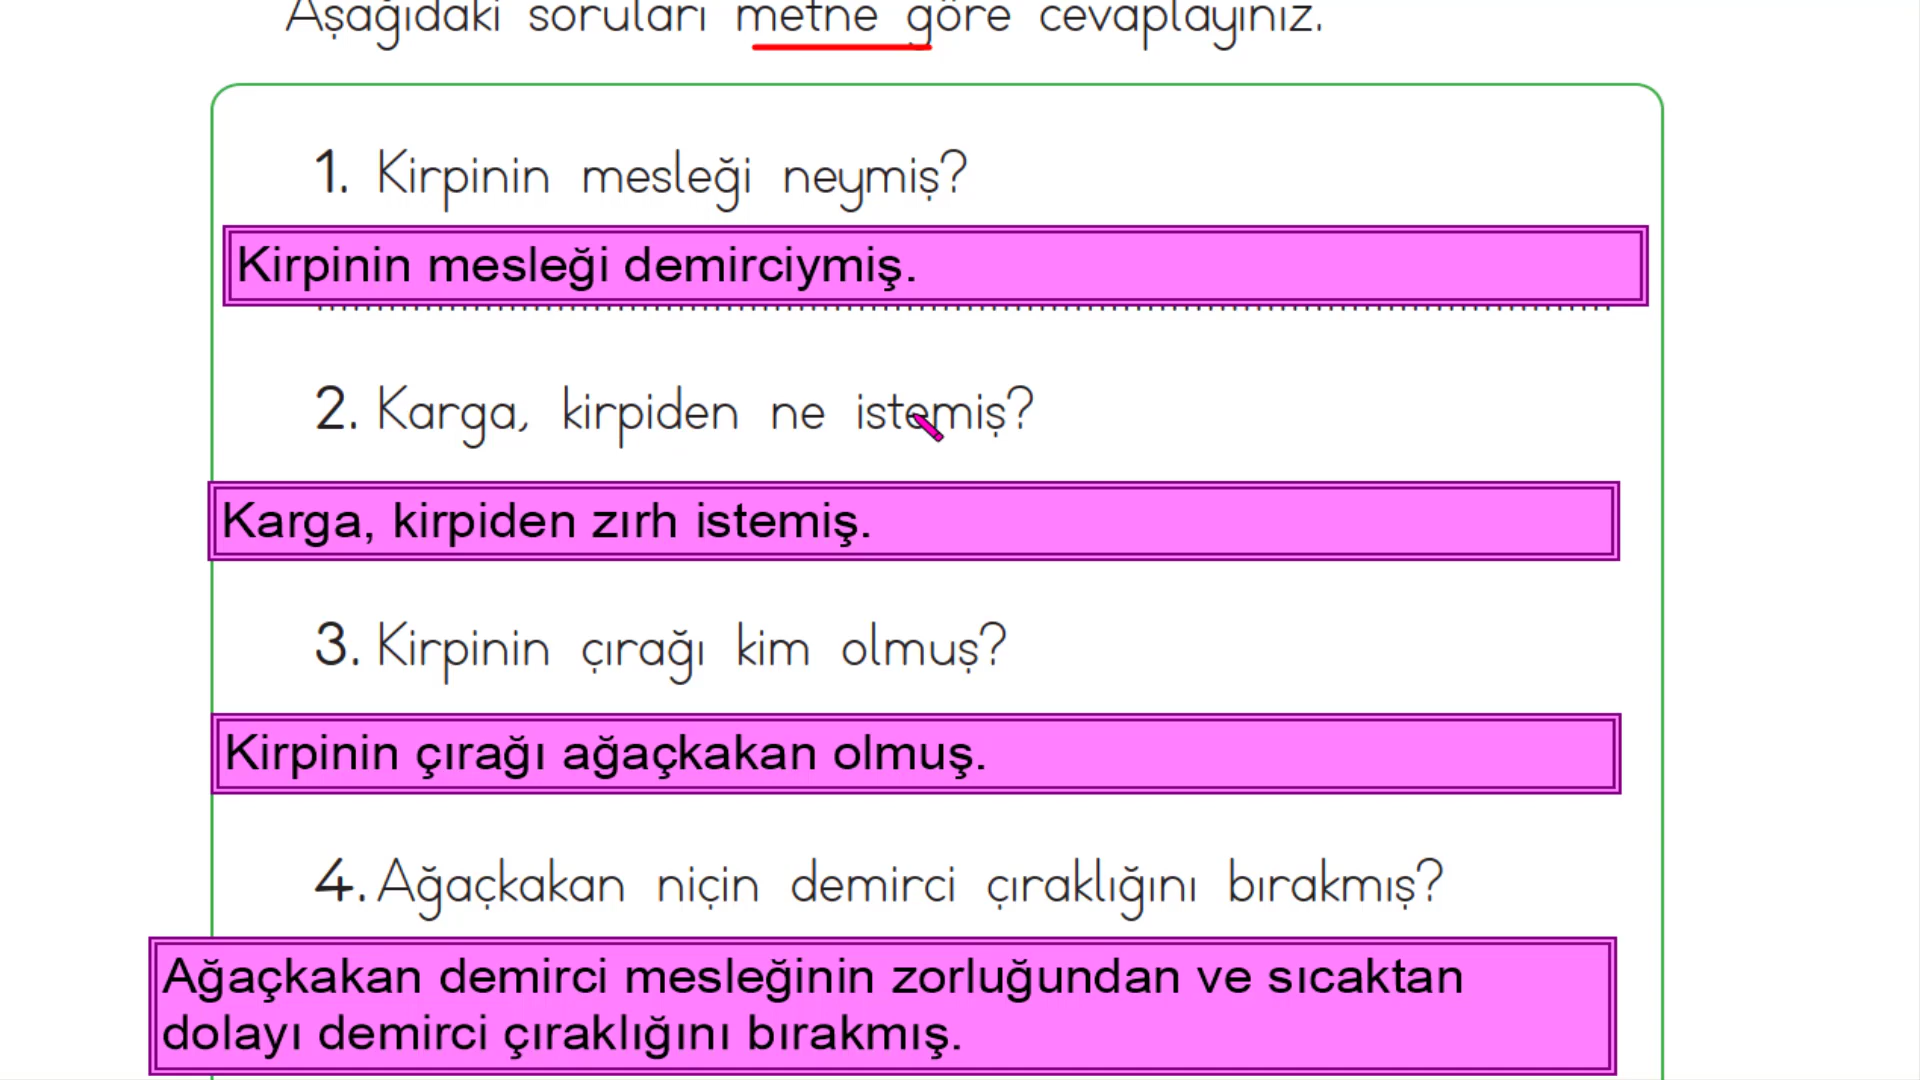 Aşağıdaki soruları metne göre cevaplayınız.
1. Kirpinin mesleği neymiş?
Kirpinin mesleği demirciymiş.
2. Karga, kirpiden ne istemiş?
Karga, kirpiden zırh istemiş.
3. Kirpinin çırağı kim olmuş?
Kirpinin çırağı ağaçkakan olmuş.
4. Ağaçkakan niçin demirci çıraklığını bırakmış?
Ağaçkakan demirci mesleğinin zorluğundan ve sıcaktan
dolayı demirci çıraklığını bırakmış.